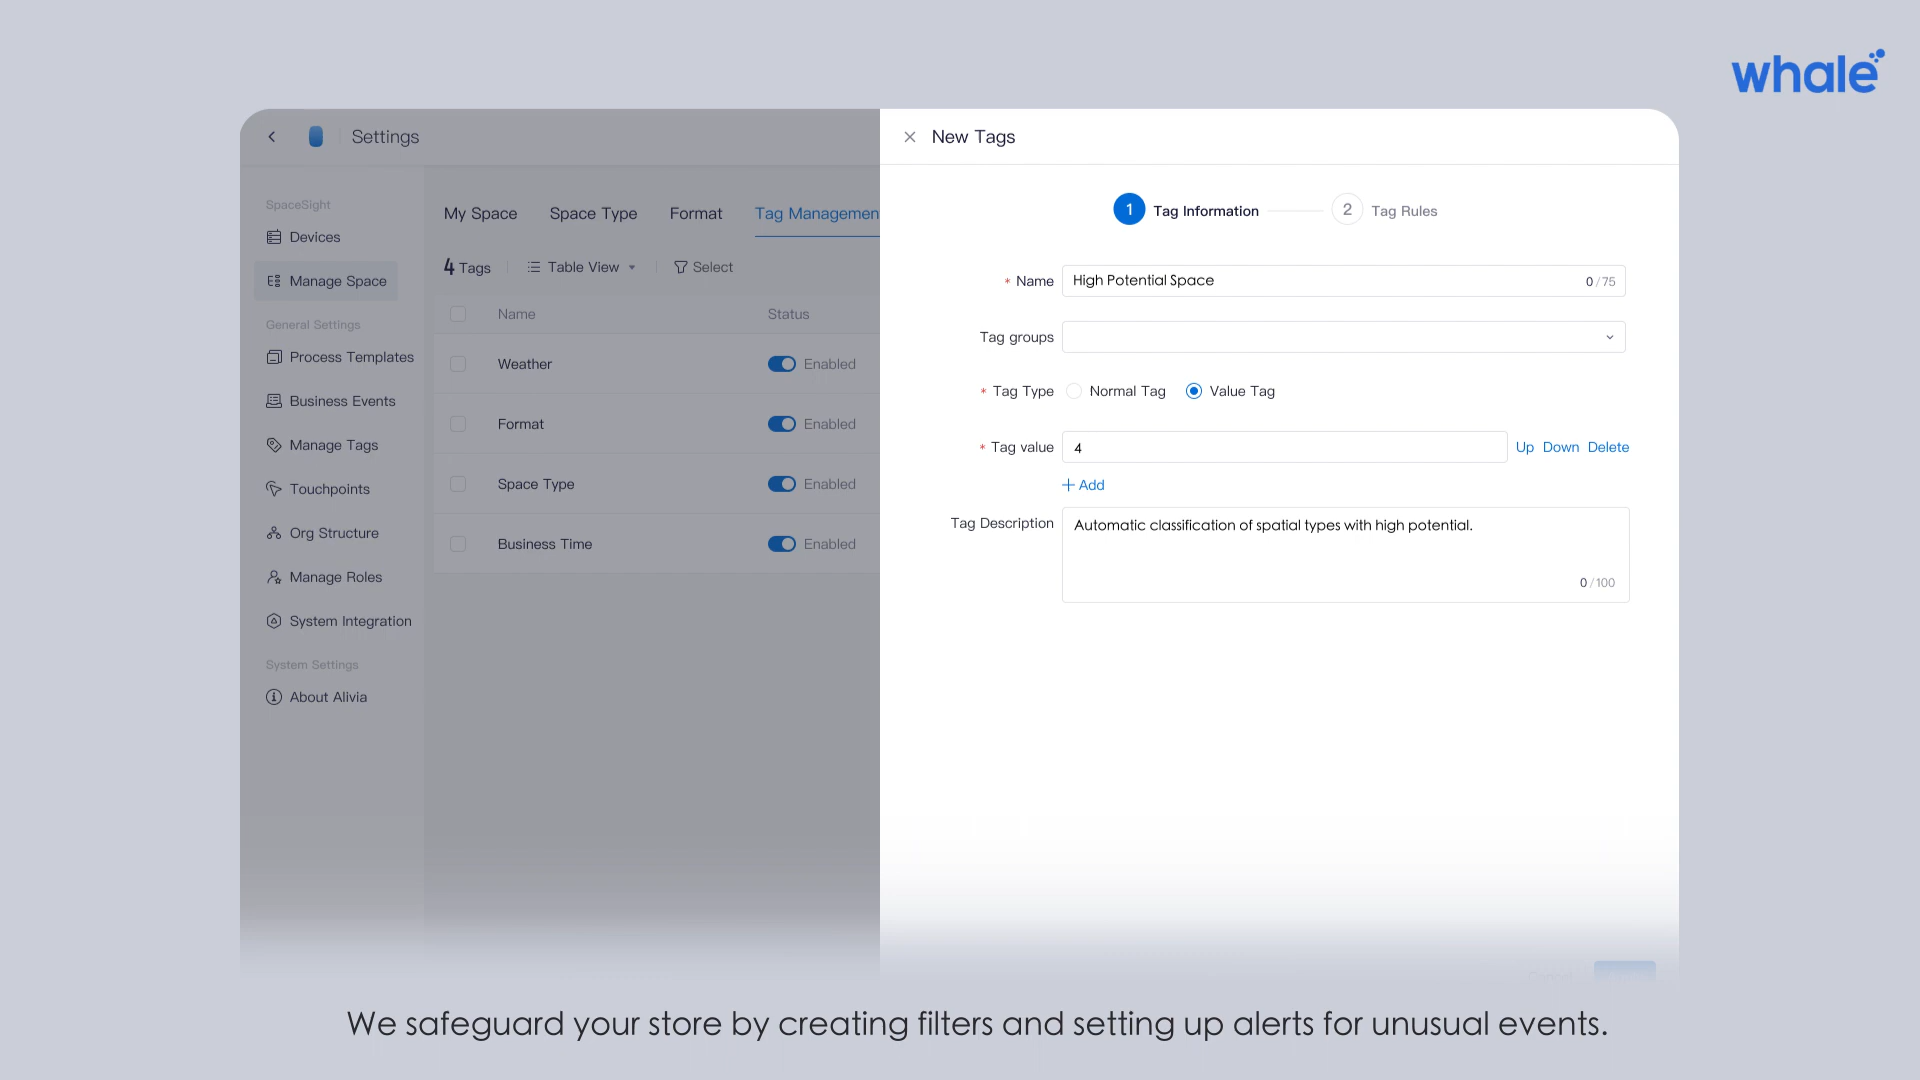 whale
Settings
SpaceSight
Devices
Manage Space
General Settings
Process Templates
Business Events
Manage Tags
Touchpoints
Org Structure
Manage Roles
System Integration
System Settings
About Alivia
My Space Space Type Format Tag Managemen
4 Tags Table View Select
Name Status
Weather Enabled
Format Enabled
Space Type Enabled
Business Time Enabled
New Tags
1 Tag Information 2 Tag Rules
* Name High Potential Space 0/75
Tag groups
* Tag Type Normal Tag Value Tag
* Tag value 4 Up Down Delete
+ Add
Tag Description Automatic classification of spatial types with high potential.
0/100
We safeguard your store by creating filters and setting up alerts for unusual events.